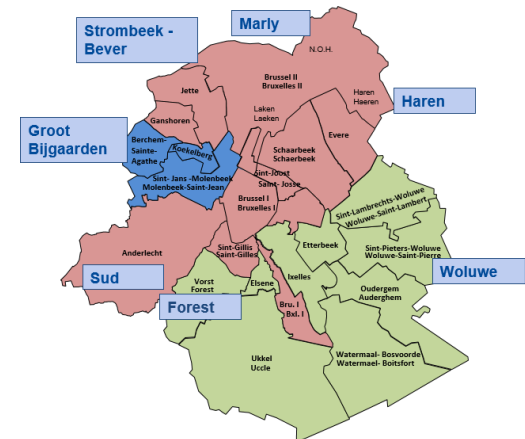 Marly
Strombeek -
Bever
N.O.H.
Jette
Brussel II
Bruxelles II
Haren
Haeren
Haren
Ganshoren
Laken
Laeken
Evere
Groot
Bijgaarden
Berchem-
Sainte-
Agathe
Koekelberg
Schaarbeek
Schaerbeek
Sint-Joost
Saint- Josse
Sint- Jans -Molenbeek
Molenbeek-Saint-Jean
Sint-Lambrechts-Woluwe
Woluwe-Saint-Lambert
Brussel I
Bruxelles I
Anderlecht
Sint-Gillis
Saint-Gilles
Etterbeek
Sint-Pieters-Woluwe
Woluwe-Saint-Pierre
Woluwe
Sud
Vorst
Forest
Elsene
Ixelles
Oudergem
Auderghem
Forest
Bru. I
Bxl. I
Ukkel
Uccle
Watermaal- Bosvoorde
Watermael- Boitsfort